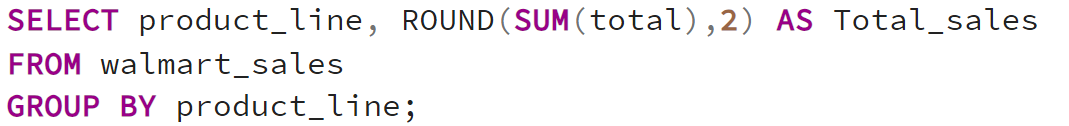 SELECT product_line, ROUND(SUM(total),2) AS Total_sales
FROM walmart_sales
GROUP BY product_line;